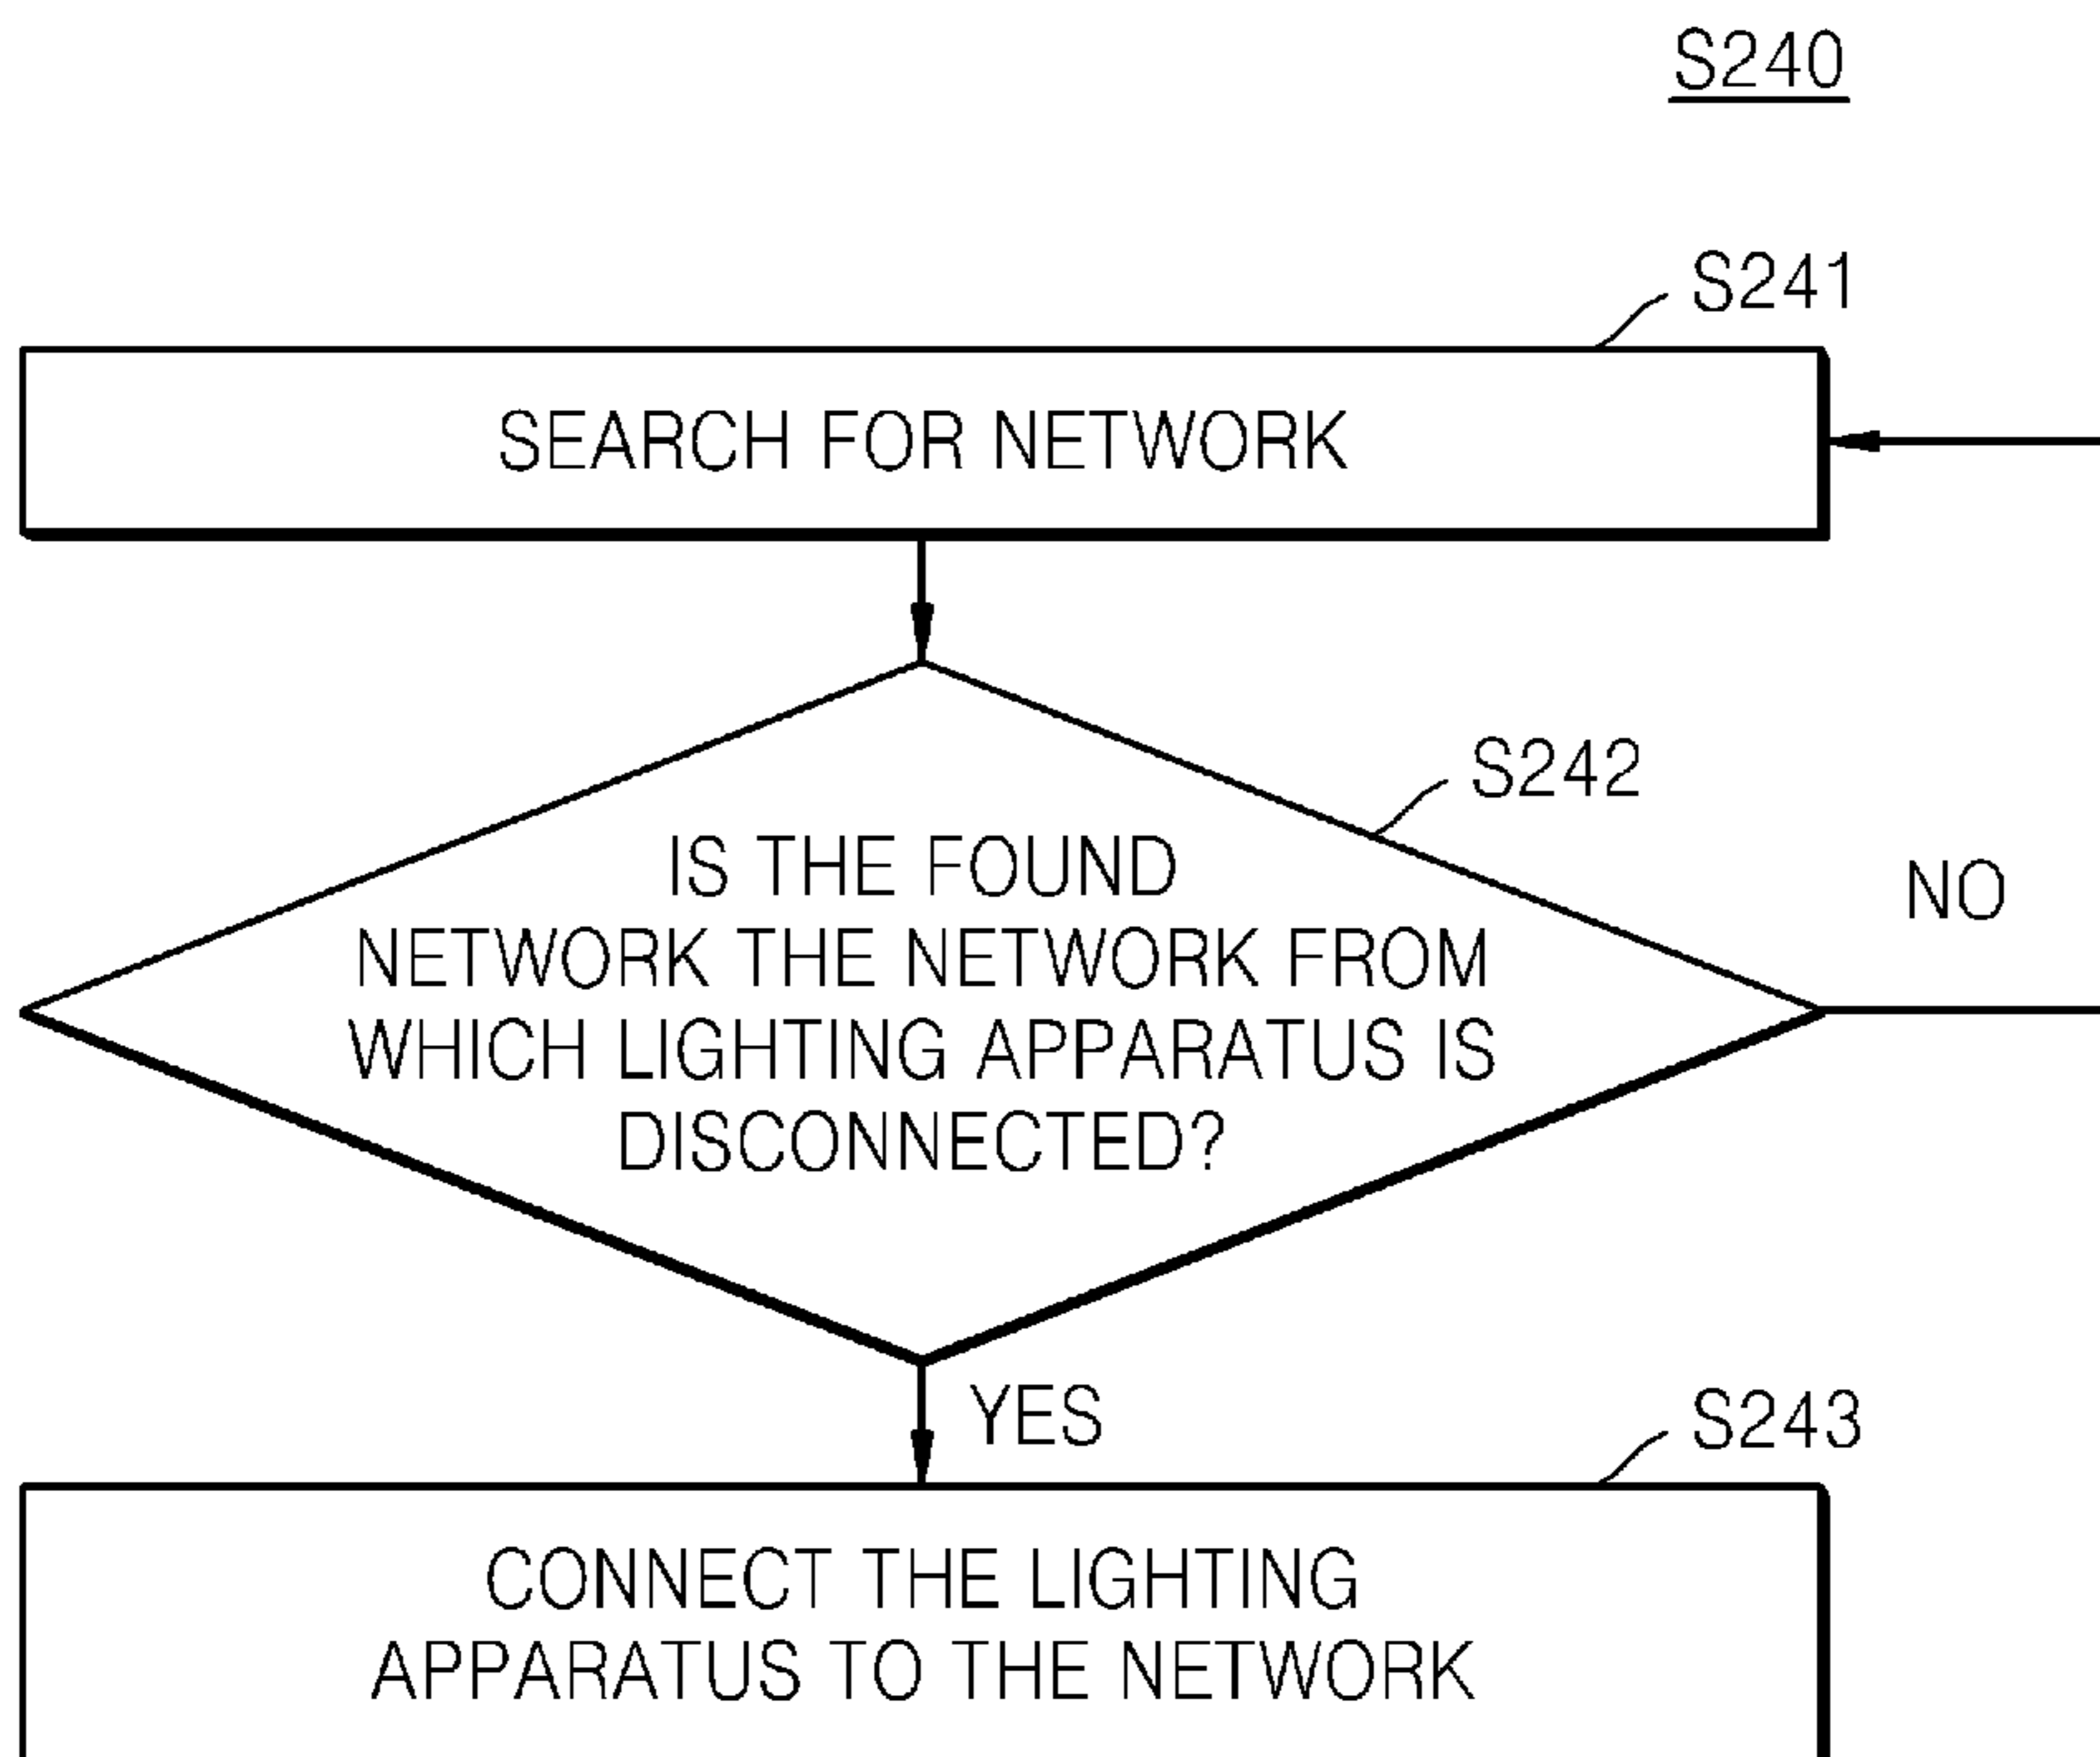 S240
S241
SEARCH FOR NETWORK
S242
IS THE FOUND
NETWORK THE NETWORK FROM
WHICH LIGHTING APPARATUS IS
DISCONNECTED?
NO
YES
S243
CONNECT THE LIGHTING
APPARATUS TO THE NETWORK